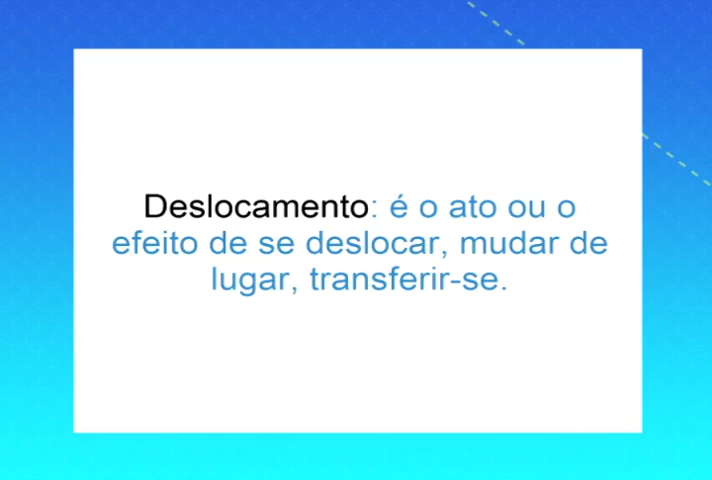 Deslocamento: é o ato ou o
efeito de se deslocar, mudar de
lugar, transferir-se.